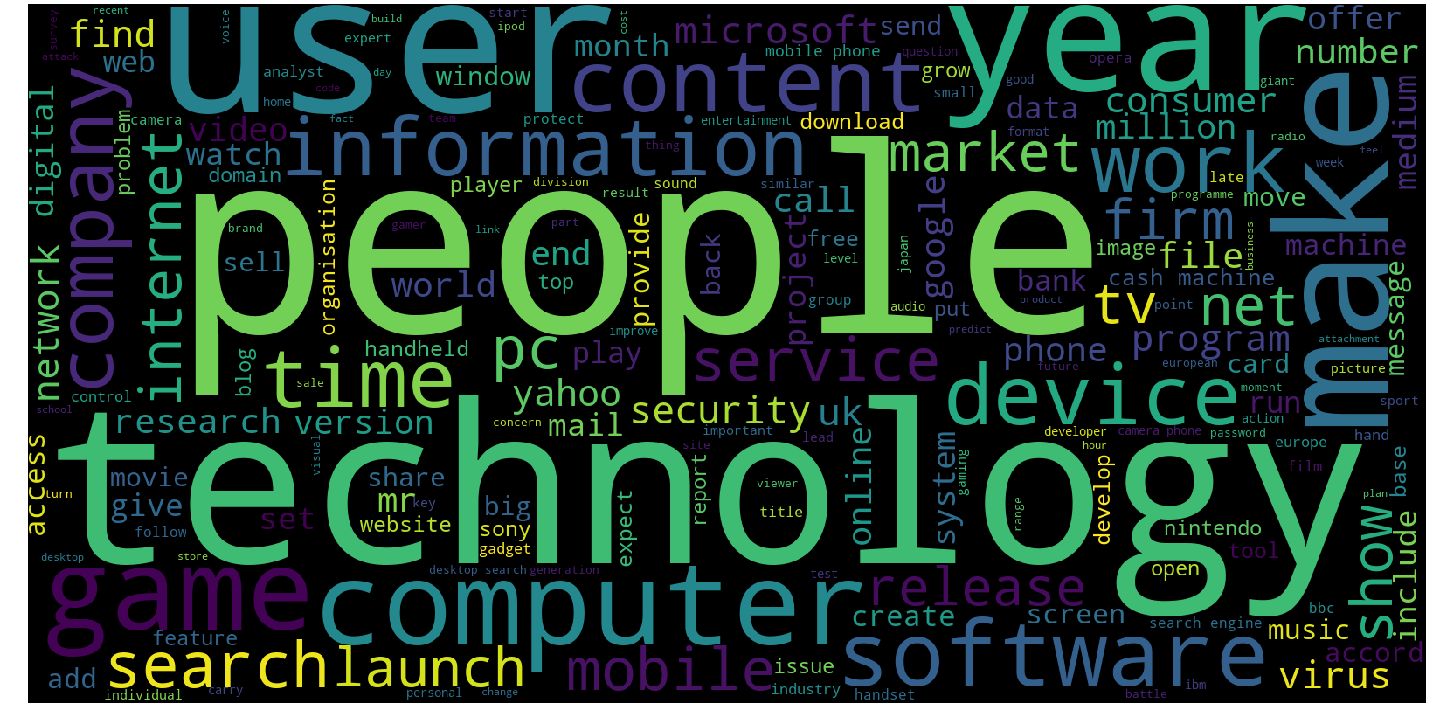 recent
survey
attack
find
web
build
voice
expert
analyst
day
home
code
user
start
ipod
window
fact
team
cost
month
microsoft
send
content
protect
thing
mobile phone
question
entertainment
download
grow
small
year
opera
good
data
format
offer
number
giant
consumer
million
radio
medium
company
digital
problem
camera
internet
video
watch
domain
information
market
work
week
feel
make
late
programme
move
brand
organisation
gamer
player
division
link
part
result
sound
similar
call
people
sell
world
end
top
provide
back
project
free
level
group
google
japan
audio
firm
image
file
business
machine
bank
product
cash machine
put
predict
tv
point
net
message
network
control
school
blog
time
sale
handheld
pc
play
improve
service
yahoo
phone
future
program
european
card
attachment
picture
moment
sport
research
version
visual
concern
mail
security
important
uk
lead
site
device
developer
hour
camera phone
password
action
run
europe
hand
film
access
turn
technology
movie
give
follow
share
mr
key
website
set
big
sony
gadget
expect
report
viewer
title
online
system
gaming
range
develop
nintendo
tool
open
plan
base
show
include
desktop
store
desktop search
generation
test
game
computer
release
create
screen
bbc
search engine
music
accord
feature
add
individual
search
launch
carry
personal
change
mobile
issue
industry
software
handset
battle
ibm
virus